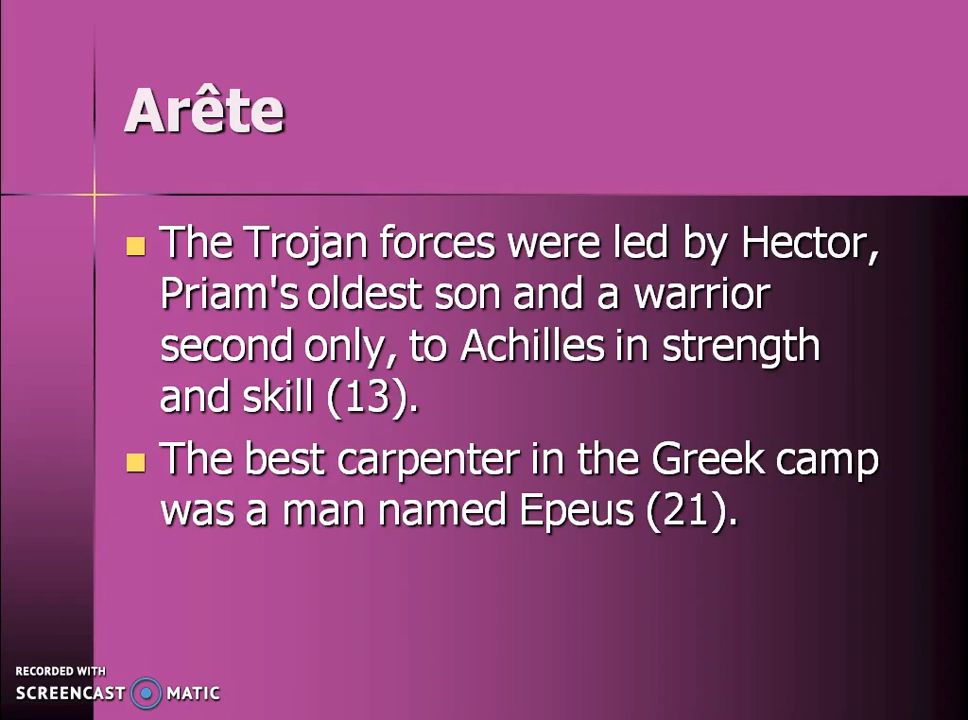 Arête
The Trojan forces were led by Hector,
Priam's oldest son and a warrior
second only, to Achilles in strength
and skill (13).
The best carpenter in the Greek camp
was a man named Epeus (21).
RECORDED WITH
SCREENCAST MATIC